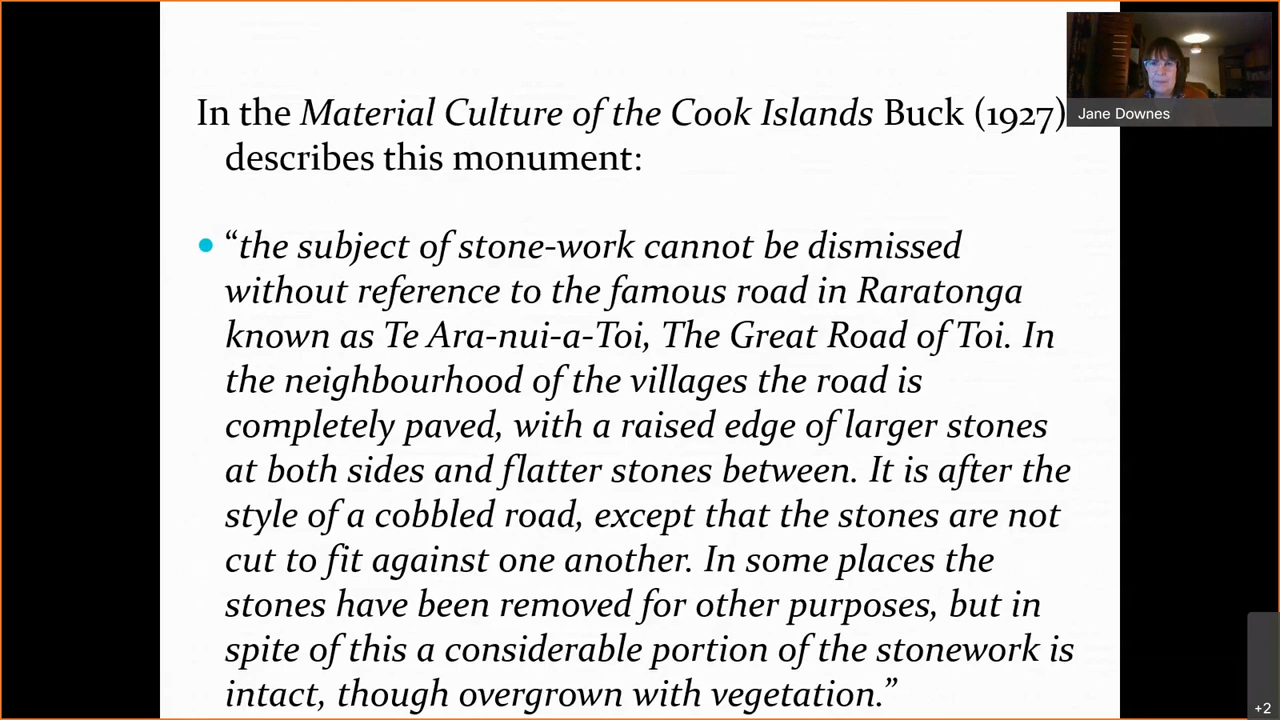 In the Material Culture of the Cook Islands Buck (1927)
describes this monument:
“the subject of stone-work cannot be dismissed
without reference to the famous road in Raratonga
known as Te Ara-nui-a-Toi, The Great Road of Toi. In
the neighbourhood of the villages the road is
completely paved, with a raised edge of larger stones
at both sides and flatter stones between. It is after the
style of a cobbled road, except that the stones are not
cut to fit against one another. In some places the
stones have been removed for other purposes, but in
spite of this a considerable portion of the stonework is
intact, though overgrown with vegetation.”
Jane Downes
+2